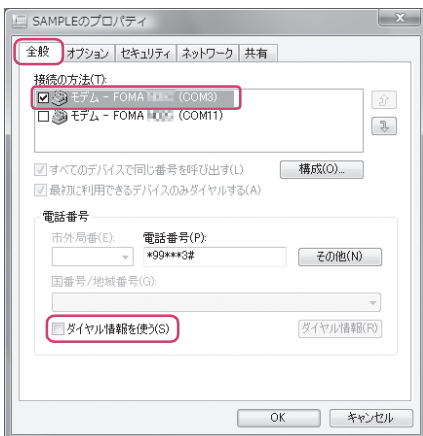 SAMPLEのプロパティ
全般 オプション セキュリティ ネットワーク 共有
接続の方法(T):
モデム - FOMA (COM3)
モデム - FOMA (COM11)
すべてのデバイスで同じ番号を呼び出す(L) 構成(O)...
最初に利用できるデバイスのみダイヤルする(A)
電話番号
市外局番(E): 電話番号(P):
*99***3# その他(N)
国番号/地域番号(G):
ダイヤル情報を使う(S) ダイヤル情報(R)
OK キャンセル